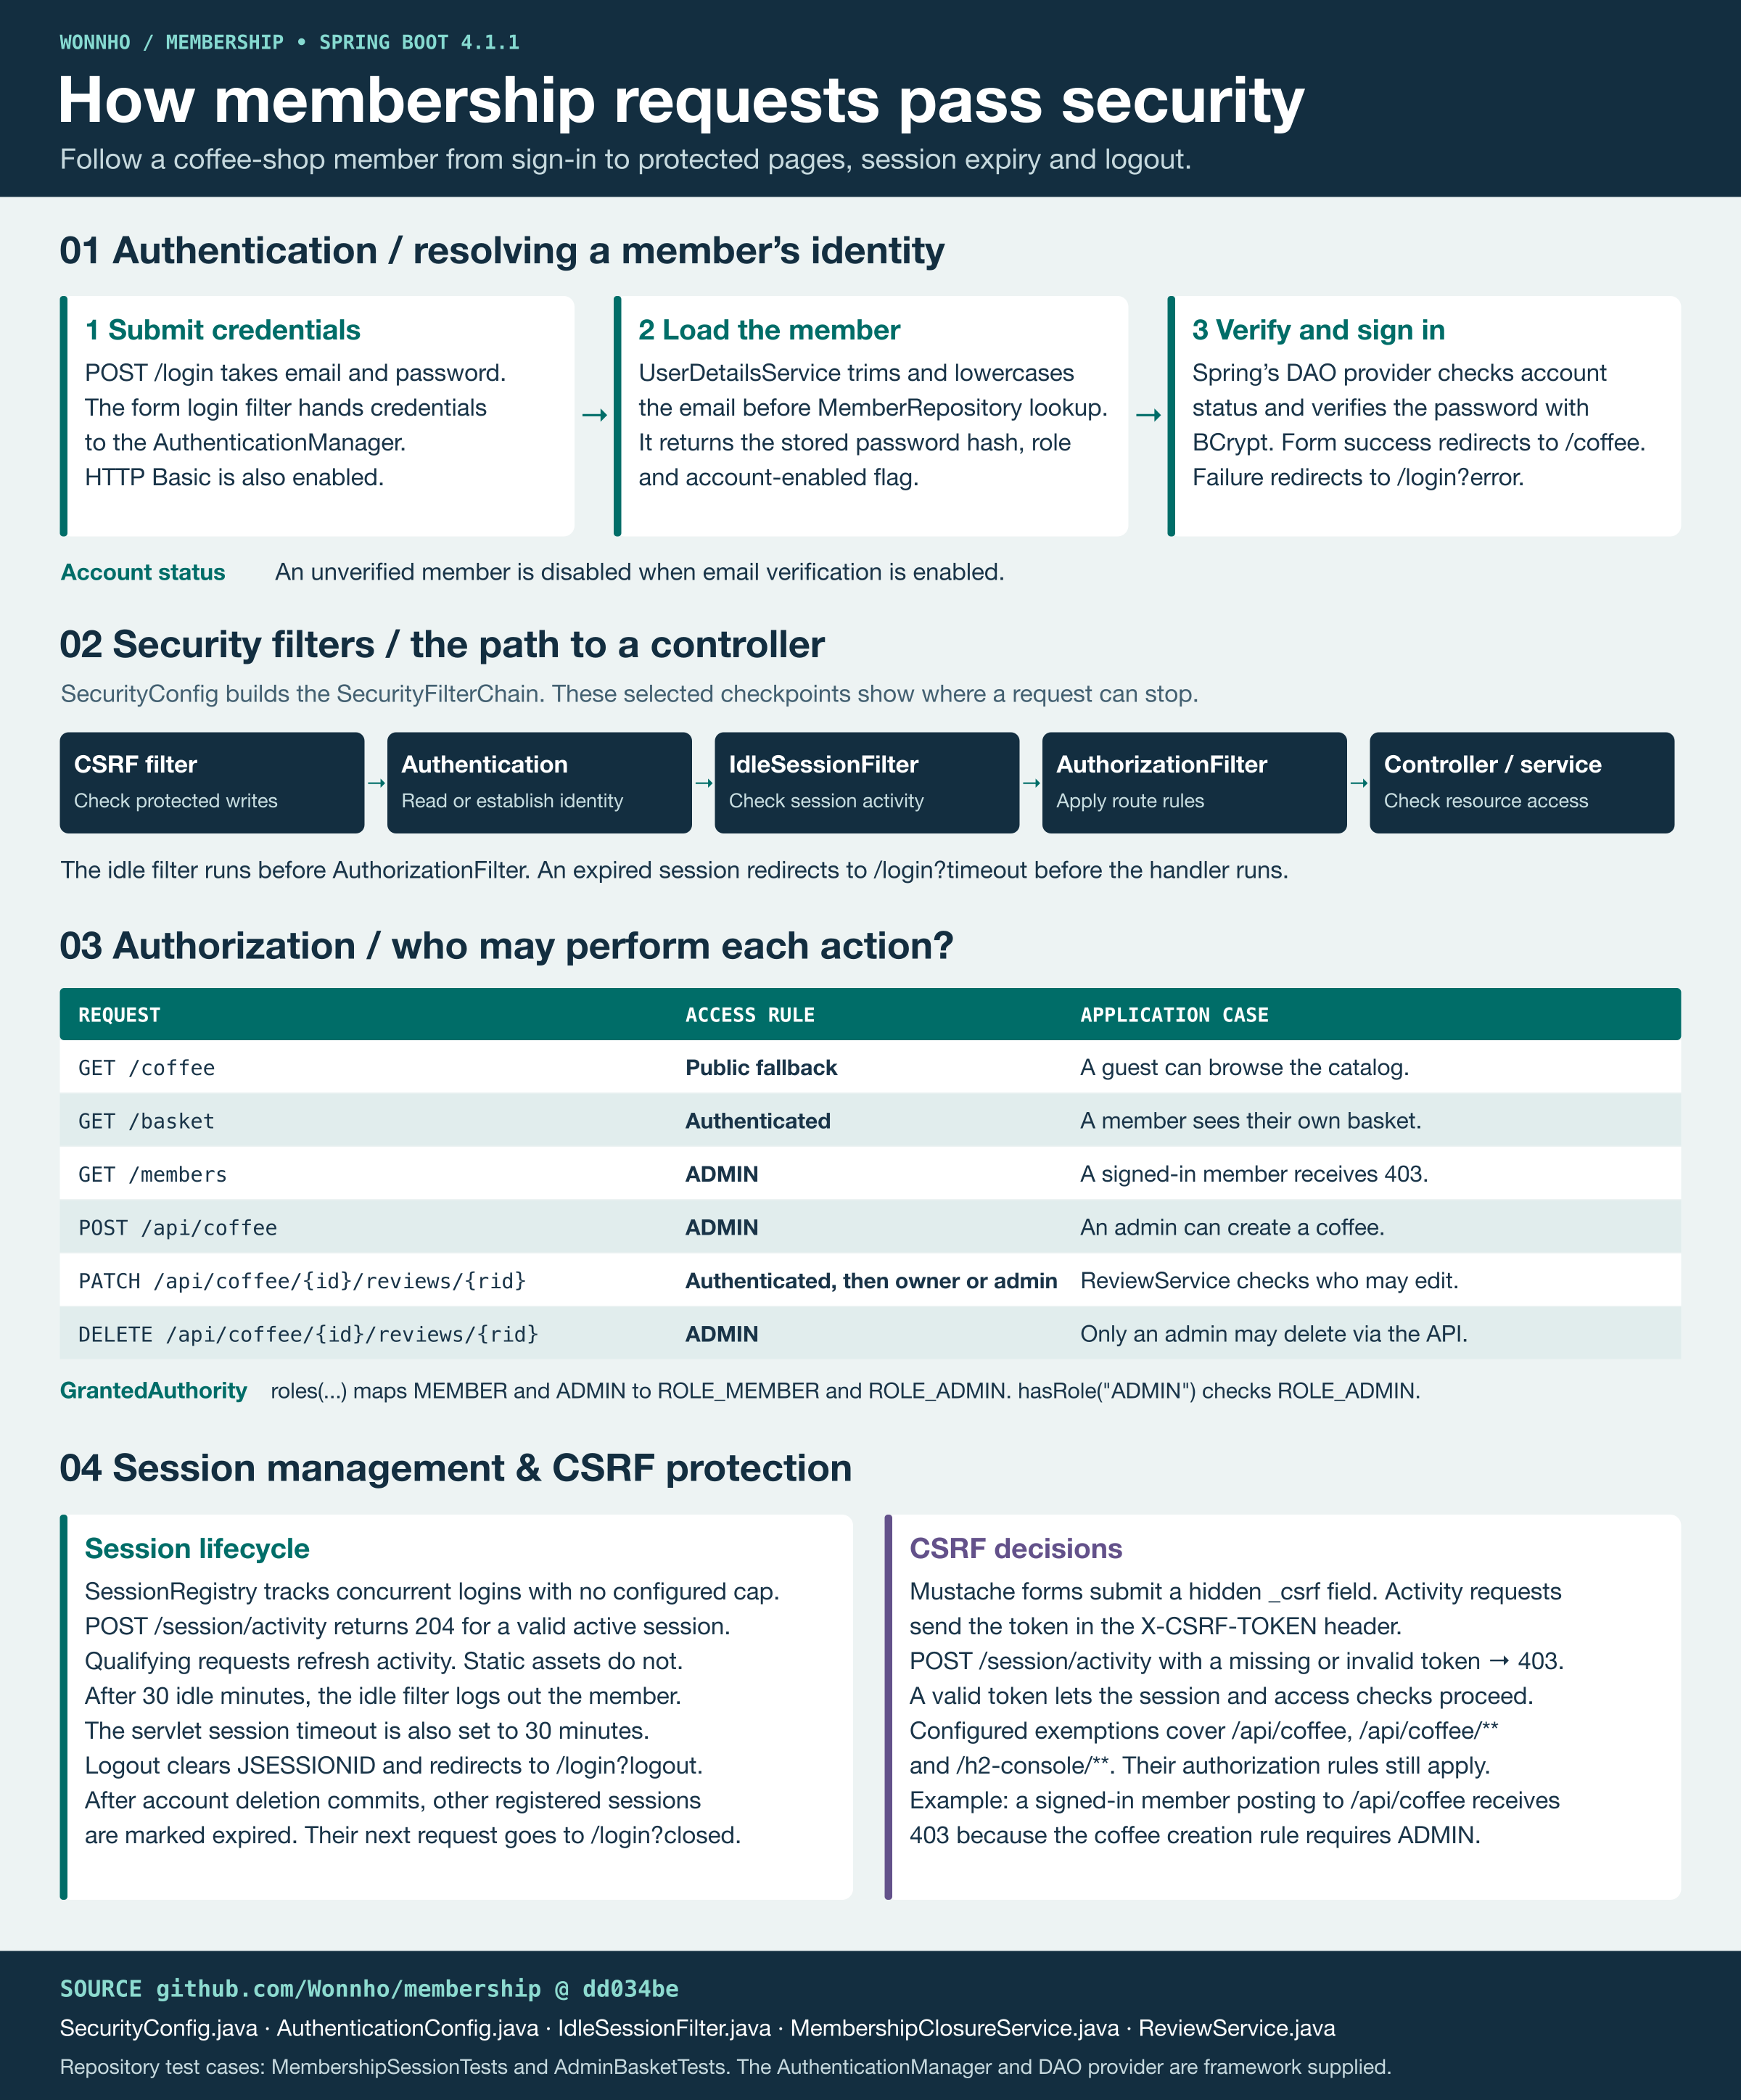 WONNHO / MEMBERSHIP • SPRING BOOT 4.1.1
How membership requests pass security
Follow a coffee-shop member from sign-in to protected pages, session expiry and logout.
01 Authentication / resolving a member’s identity
1 Submit credentials
POST /login takes email and password.
The form login filter hands credentials
to the AuthenticationManager.
HTTP Basic is also enabled.
→
2 Load the member
UserDetailsService trims and lowercases
the email before MemberRepository lookup.
It returns the stored password hash, role
and account-enabled flag.
→
3 Verify and sign in
Spring’s DAO provider checks account
status and verifies the password with
BCrypt. Form success redirects to /coffee.
Failure redirects to /login?error.
Account status An unverified member is disabled when email verification is enabled.
02 Security filters / the path to a controller
SecurityConfig builds the SecurityFilterChain. These selected checkpoints show where a request can stop.
CSRF filter
Check protected writes
→
Authentication
Read or establish identity
→
IdleSessionFilter
Check session activity
→
AuthorizationFilter
Apply route rules
→
Controller / service
Check resource access
The idle filter runs before AuthorizationFilter. An expired session redirects to /login?timeout before the handler runs.
03 Authorization / who may perform each action?
REQUEST ACCESS RULE APPLICATION CASE
GET /coffee Public fallback A guest can browse the catalog.
GET /basket Authenticated A member sees their own basket.
GET /members ADMIN A signed-in member receives 403.
POST /api/coffee ADMIN An admin can create a coffee.
PATCH /api/coffee/{id}/reviews/{rid} Authenticated, then owner or admin ReviewService checks who may edit.
DELETE /api/coffee/{id}/reviews/{rid} ADMIN Only an admin may delete via the API.
GrantedAuthority roles(...) maps MEMBER and ADMIN to ROLE_MEMBER and ROLE_ADMIN. hasRole("ADMIN") checks ROLE_ADMIN.
04 Session management & CSRF protection
Session lifecycle
SessionRegistry tracks concurrent logins with no configured cap.
POST /session/activity returns 204 for a valid active session.
Qualifying requests refresh activity. Static assets do not.
After 30 idle minutes, the idle filter logs out the member.
The servlet session timeout is also set to 30 minutes.
Logout clears JSESSIONID and redirects to /login?logout.
After account deletion commits, other registered sessions
are marked expired. Their next request goes to /login?closed.
CSRF decisions
Mustache forms submit a hidden _csrf field. Activity requests
send the token in the X-CSRF-TOKEN header.
POST /session/activity with a missing or invalid token → 403.
A valid token lets the session and access checks proceed.
Configured exemptions cover /api/coffee, /api/coffee/**
and /h2-console/**. Their authorization rules still apply.
Example: a signed-in member posting to /api/coffee receives
403 because the coffee creation rule requires ADMIN.
SOURCE github.com/Wonnho/membership @ dd034be
SecurityConfig.java · AuthenticationConfig.java · IdleSessionFilter.java · MembershipClosureService.java · ReviewService.java
Repository test cases: MembershipSessionTests and AdminBasketTests. The AuthenticationManager and DAO provider are framework supplied.